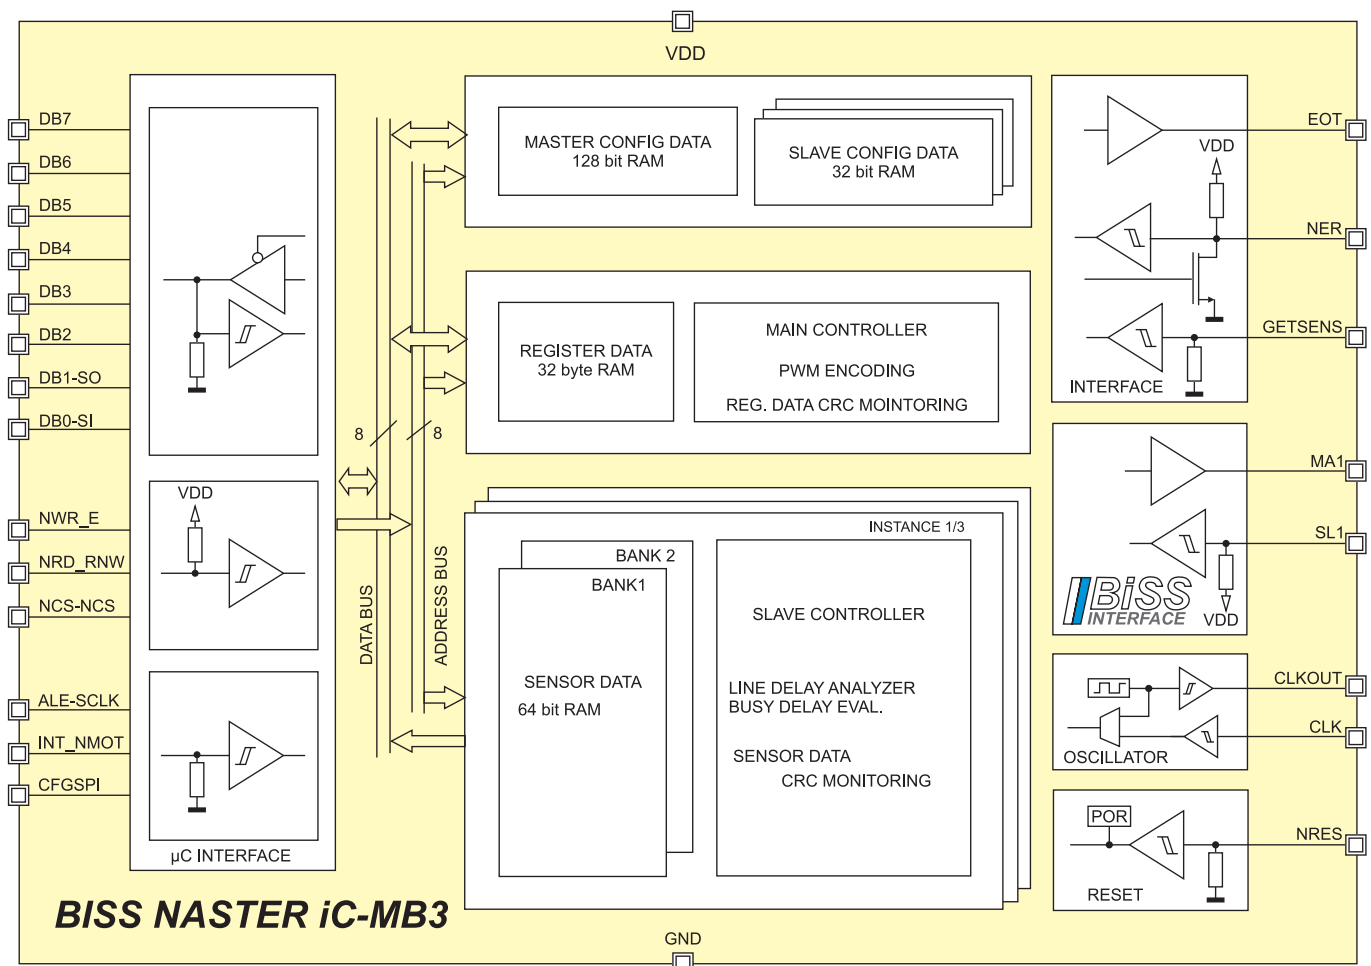 VDD
DB7
DB6
DB5
DB4
DB3
DB2
DB1-SO
DB0-SI
NWR_E
NRD_RNW
NCS-NCS
ALE-SCLK
INT_NMOT
CFGSPI
VDD
µC INTERFACE
8
8
DATA BUS
ADDRESS BUS
MASTER CONFIG DATA
128 bit RAM
SLAVE CONFIG DATA
32 bit RAM
REGISTER DATA
32 byte RAM
MAIN CONTROLLER
PWM ENCODING
REG. DATA CRC MOINTORING
INSTANCE 1/3
BANK 2
BANK1
SENSOR DATA
64 bit RAM
SLAVE CONTROLLER
LINE DELAY ANALYZER
BUSY DELAY EVAL.
SENSOR DATA
CRC MONITORING
EOT
VDD
NER
GETSENS
INTERFACE
MA1
SL1
BiSS
INTERFACE
VDD
CLKOUT
CLK
OSCILLATOR
POR
NRES
RESET
BISS NASTER iC-MB3
GND